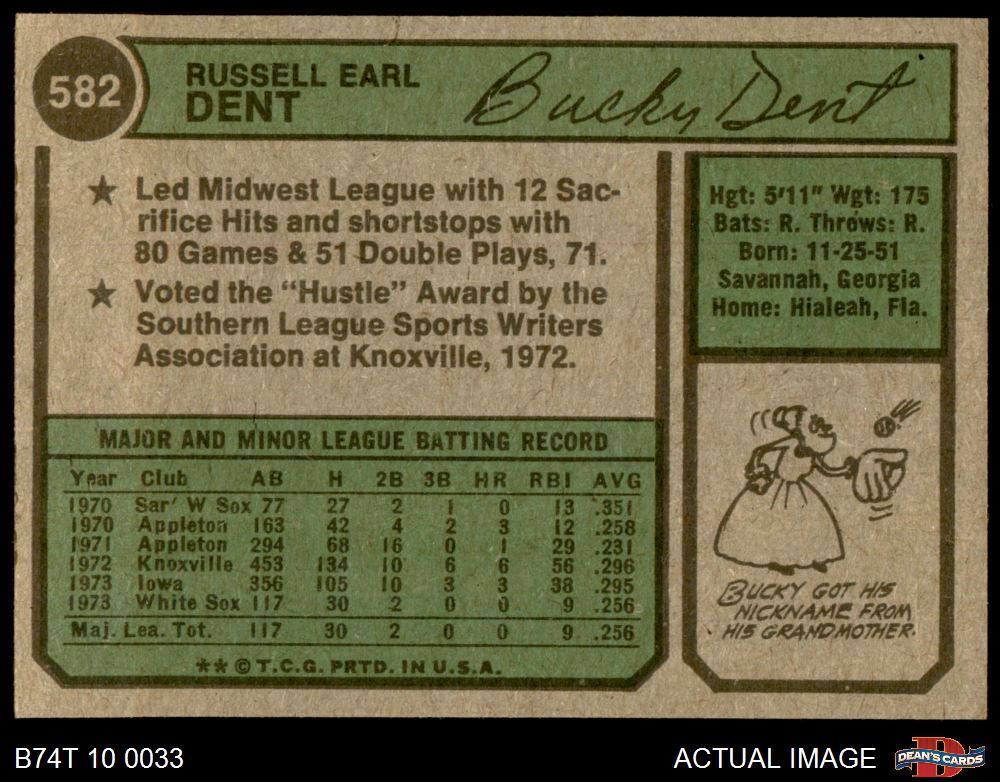 582
RUSSELL EARL
DENT
Bucky Dent
★ Led Midwest League with 12 Sac-
rifice Hits and shortstops with
80 Games & 51 Double Plays, 71.
★ Voted the "Hustle" Award by the
Southern League Sports Writers
Association at Knoxville, 1972.
Hgt: 5'11" Wgt: 175
Bats: R. Throws: R.
Born: 11-25-51
Savannah, Georgia
Home: Hialeah, Fla.
MAJOR AND MINOR LEAGUE BATTING RECORD
Year Club AB H 2B 3B HR RBI AVG
1970 Sar' W Sox 77 27 2 1 0 13 .351
1970 Appleton 163 42 4 2 3 12 .258
1971 Appleton 294 68 16 0 1 29 .231
1972 Knoxville 453 134 10 6 6 56 .296
1973 Iowa 356 105 10 3 3 38 .295
1973 White Sox 117 30 2 0 0 9 .256
Maj. Lea. Tot. 117 30 2 0 0 9 .256
** © T.C.G. PRTD. IN U.S.A.
BUCKY GOT HIS
NICKNAME FROM
HIS GRANDMOTHER.
B74T 10 0033
ACTUAL IMAGE
D
DEAN'S CARDS